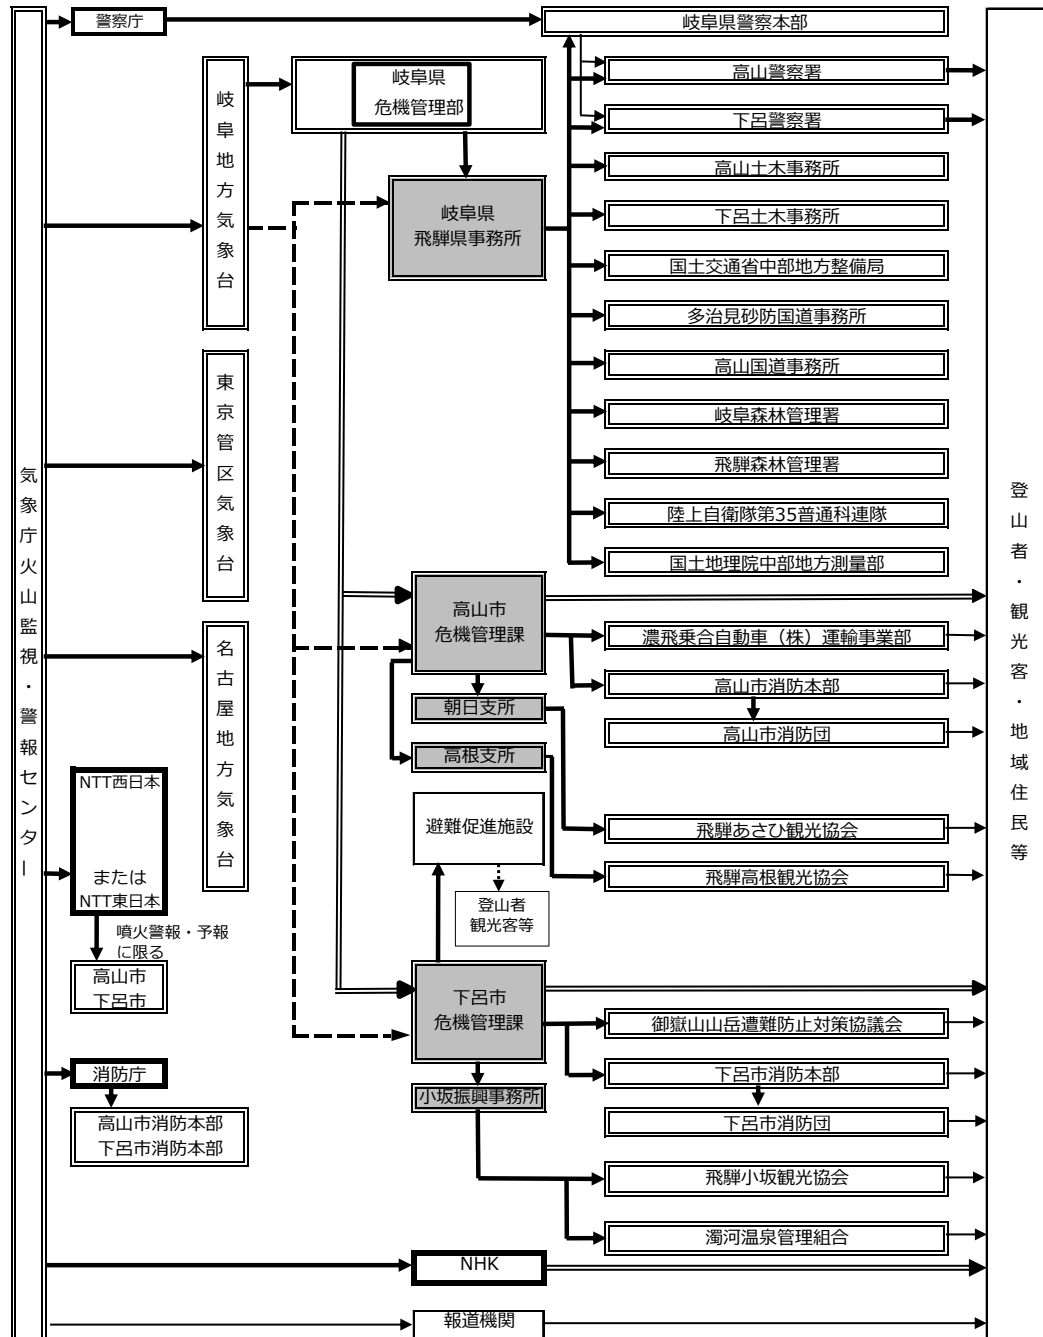 気象庁火山監視・警報センター
警察庁
岐阜地方気象台
東京管区気象台
名古屋地方気象台
NTT西日本
または
NTT東日本
噴火警報・予報
に限る
高山市
下呂市
消防庁
高山市消防本部
下呂市消防本部
岐阜県
危機管理部
岐阜県
飛騨県事務所
高山市
危機管理課
朝日支所
高根支所
避難促進施設
登山者
観光客等
下呂市
危機管理課
小坂振興事務所
NHK
報道機関
岐阜県警察本部
高山警察署
下呂警察署
高山土木事務所
下呂土木事務所
国土交通省中部地方整備局
多治見砂防国道事務所
高山国道事務所
岐阜森林管理署
飛騨森林管理署
陸上自衛隊第35普通科連隊
国土地理院中部地方測量部
濃飛乗合自動車（株）運輸事業部
高山市消防本部
高山市消防団
飛騨あさひ観光協会
飛騨高根観光協会
御嶽山山岳遭難防止対策協議会
下呂市消防本部
下呂市消防団
飛騨小坂観光協会
濁河温泉管理組合
登山者・観光客・地域住民等